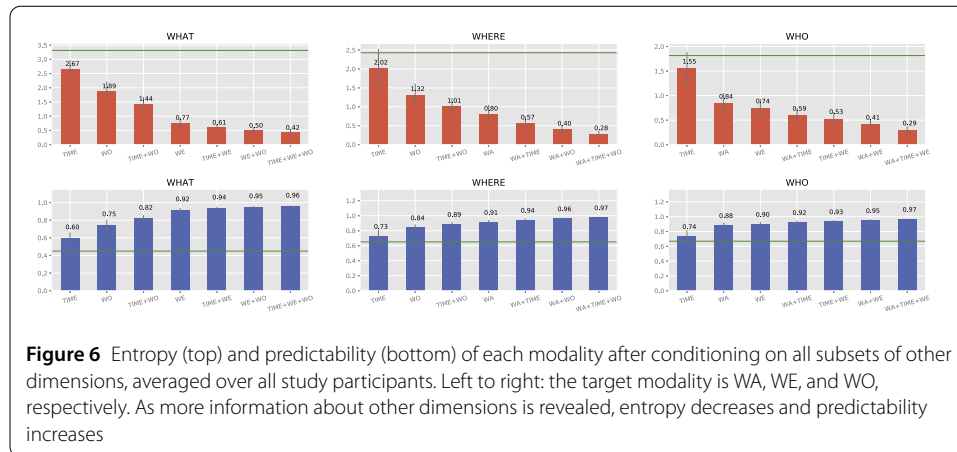 WHAT
3.5
3.0
2.5
2.0
1.5
1.0
0.5
0.0
2.67
1.89
1.44
0.77
0.61
0.50
0.42
TIME
WO
TIME+WO
WE
TIME+WE
WE+WO
TIME+WE+WO
WHERE
2.5
2.0
1.5
1.0
0.5
0.0
2.02
1.32
1.01
0.80
0.57
0.40
0.28
TIME
WO
TIME+WO
WA
WA+TIME
WA+WO
WA+TIME+WO
WHO
2.0
1.5
1.0
0.5
0.0
1.55
0.84
0.74
0.59
0.53
0.41
0.29
TIME
WA
WE
WA+TIME
TIME+WE
WA+WE
WA+TIME+WE
WHAT
1.0
0.8
0.6
0.4
0.2
0.0
0.60
0.75
0.82
0.92
0.94
0.95
0.96
TIME
WO
TIME+WO
WE
TIME+WE
WE+WO
TIME+WE+WO
WHERE
1.2
1.0
0.8
0.6
0.4
0.2
0.0
0.73
0.84
0.89
0.91
0.94
0.96
0.97
TIME
WO
TIME+WO
WA
WA+TIME
WA+WO
WA+TIME+WO
WHO
1.2
1.0
0.8
0.6
0.4
0.2
0.0
0.74
0.88
0.90
0.92
0.93
0.95
0.97
TIME
WA
WE
WA+TIME
TIME+WE
WA+WE
WA+TIME+WE
Figure 6 Entropy (top) and predictability (bottom) of each modality after conditioning on all subsets of other
dimensions, averaged over all study participants. Left to right: the target modality is WA, WE, and WO,
respectively. As more information about other dimensions is revealed, entropy decreases and predictability
increases